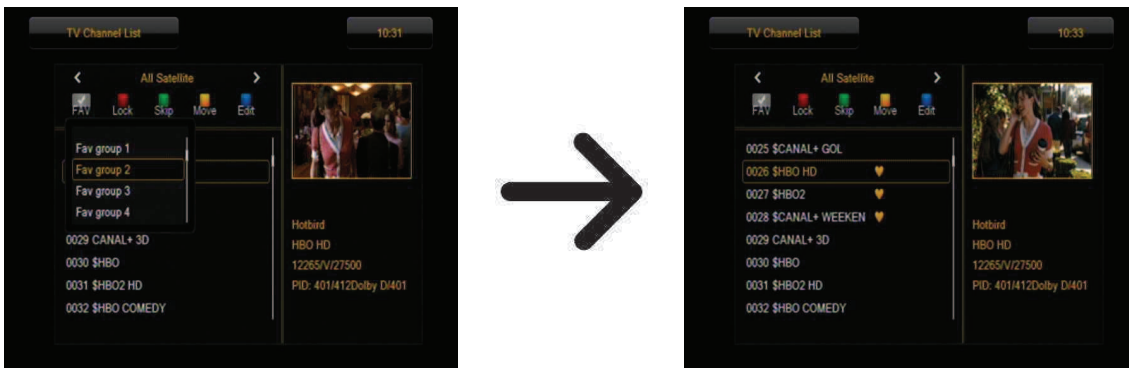 TV Channel List
10:31
All Satellite
FAV Lock Skip Move Edit
Fav group 1
Fav group 2
Fav group 3
Fav group 4
0029 CANAL+ 3D
0030 $HBO
0031 $HBO2 HD
0032 $HBO COMEDY
Hotbird
HBO HD
12265/V/27500
PID: 401/412Dolby D/401
TV Channel List
10:33
All Satellite
FAV Lock Skip Move Edit
0025 $CANAL+ GOL
0026 $HBO HD
0027 $HBO2
0028 $CANAL+ WEEKEN
0029 CANAL+ 3D
0030 $HBO
0031 $HBO2 HD
0032 $HBO COMEDY
Hotbird
HBO HD
12265/V/27500
PID: 401/412Dolby D/401